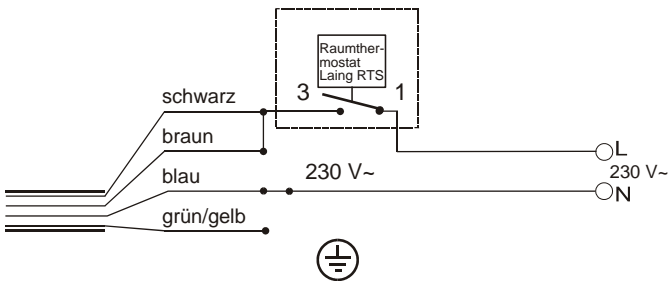 Raumther-
mostat
Laing RTS
3
1
schwarz
braun
L
blau
230 V~
230 V~
N
grün/gelb